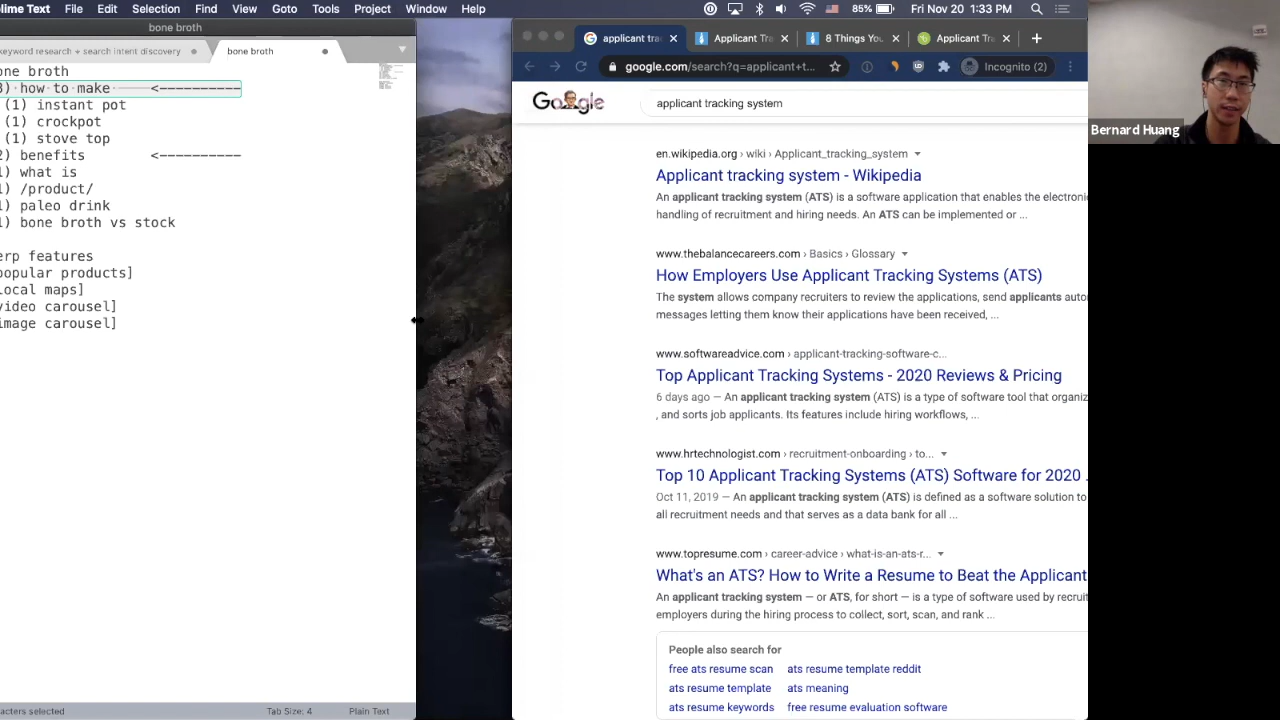 lime Text File Edit Selection Find View Goto Tools Project Window Help
88% Fri Nov 20 1:33 PM
bone broth
keyword research + search intent discovery
bone broth
one broth
3) how to make <----------
(1) instant pot
(1) crockpot
(1) stove top
2) benefits <----------
1) what is
1) /product/
1) paleo drink
1) bone broth vs stock
erp features
popular products]
local maps]
video carousel]
image carousel]
acters selected
Tab Size: 4
Plain Text
applicant trac
11 Things
8 Things You
Applicant Tra
google.com/search?q=applicant+t...
Incognito (2)
Google
applicant tracking system
en.wikipedia.org › wiki › Applicant_tracking_system
Applicant tracking system - Wikipedia
An applicant tracking system (ATS) is a software application that enables the electroni
handling of recruitment and hiring needs. An ATS can be implemented or ...
www.thebalancecareers.com › Basics › Glossary
How Employers Use Applicant Tracking Systems (ATS)
The system allows company recruiters to review the applications, send applicants auto
messages letting them know their applications have been received, ...
www.softwareadvice.com › applicant-tracking-software-c...
Top Applicant Tracking Systems - 2020 Reviews & Pricing
6 days ago — An applicant tracking system (ATS) is a type of software tool that organiz
, and sorts job applicants. Its features include hiring workflows, ...
www.hrtechnologist.com › recruitment-onboarding › to...
Top 10 Applicant Tracking Systems (ATS) Software for 2020 .
Oct 11, 2019 — An applicant tracking system (ATS) is defined as a software solution to
all recruitment needs and that serves as a data bank for all ...
www.topresume.com › career-advice › what-is-an-ats-r...
What's an ATS? How to Write a Resume to Beat the Applicant
An applicant tracking system — or ATS, for short — is a type of software used by recruit
employers during the hiring process to collect, sort, scan, and rank ...
People also search for
free ats resume scan ats resume template reddit
ats resume template ats meaning
ats resume keywords free resume evaluation software
Bernard Huang